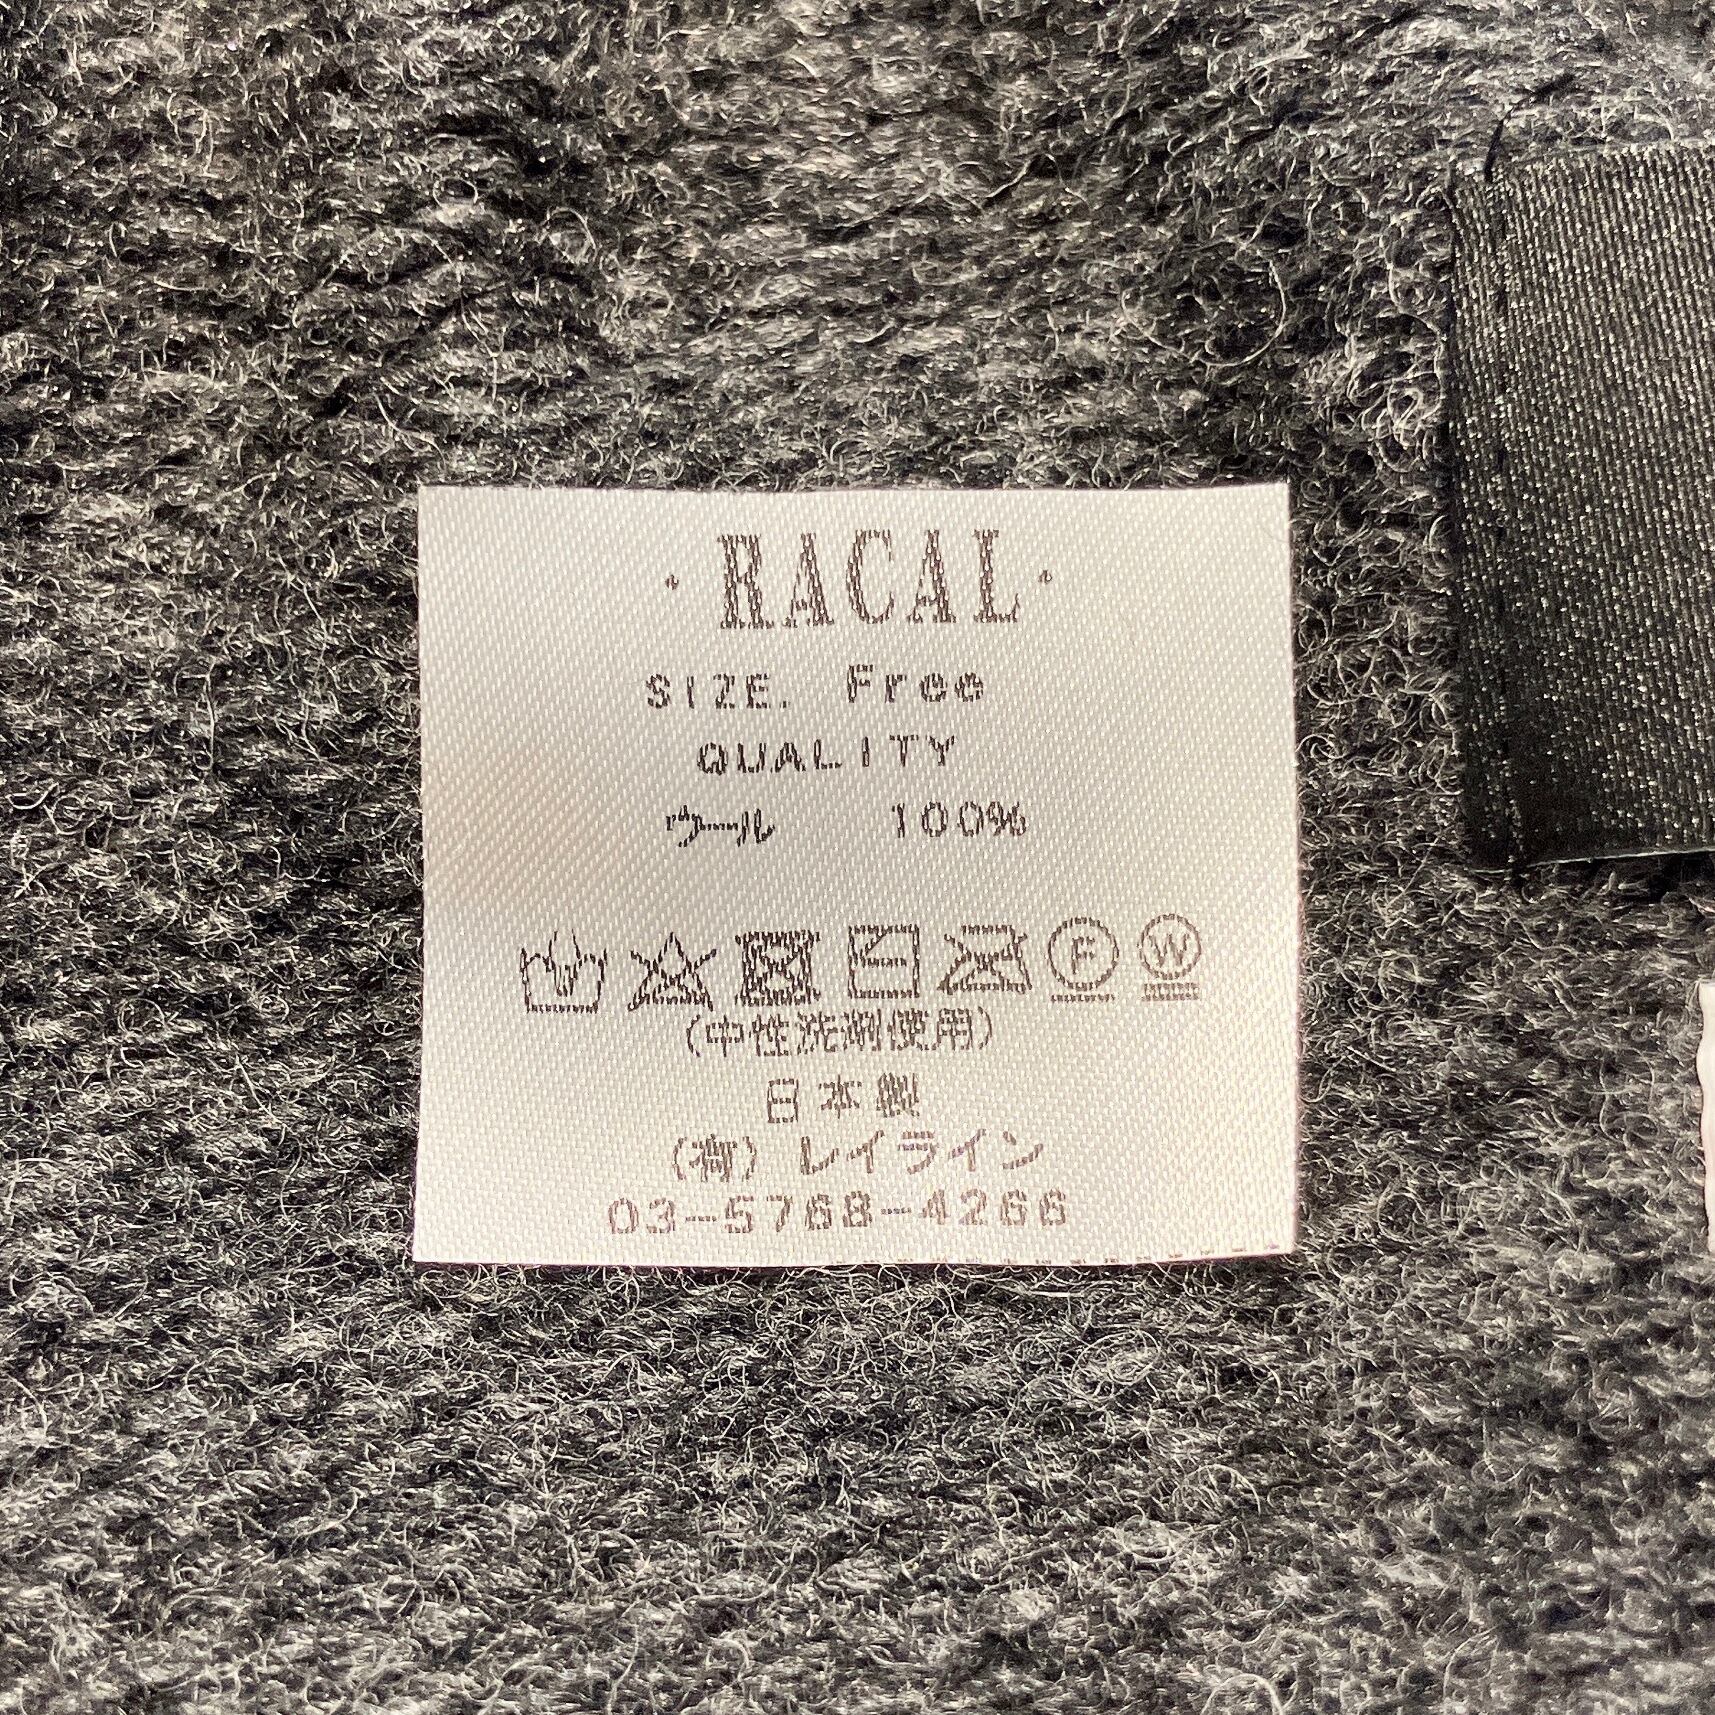 ・RACAL・
SIZE. Free
QUALITY
ウール 100%
F W
(中性洗剤使用)
日本製
(有) レイライン
03-5768-4266